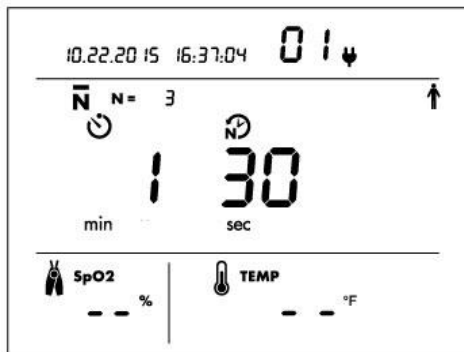 10.22.2015 16:37:04 01
N N = 3
N
1 30
min sec
SpO2 TEMP
-- % -- °F